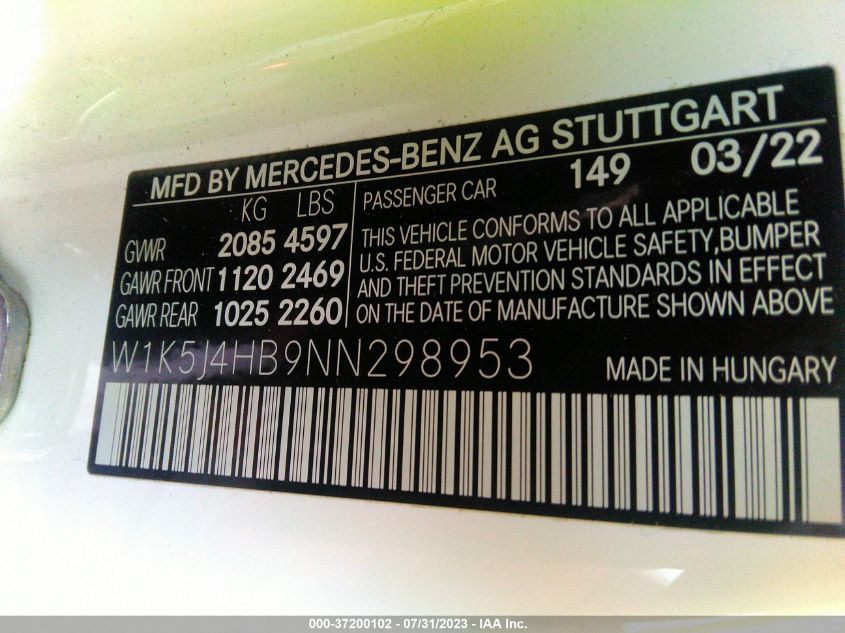 MFD BY MERCEDES-BENZ AG STUTTGART
KG LBS
GVWR 2085 4597
GAWR FRONT 1120 2469
GAWR REAR 1025 2260
PASSENGER CAR 149 03/22
THIS VEHICLE CONFORMS TO ALL APPLICABLE
U.S. FEDERAL MOTOR VEHICLE SAFETY,BUMPER
AND THEFT PREVENTION STANDARDS IN EFFECT
ON THE DATE OF MANUFACTURE SHOWN ABOVE
W1K5J4HB9NN298953
MADE IN HUNGARY
000-37200102 - 07/31/2023 - IAA Inc.